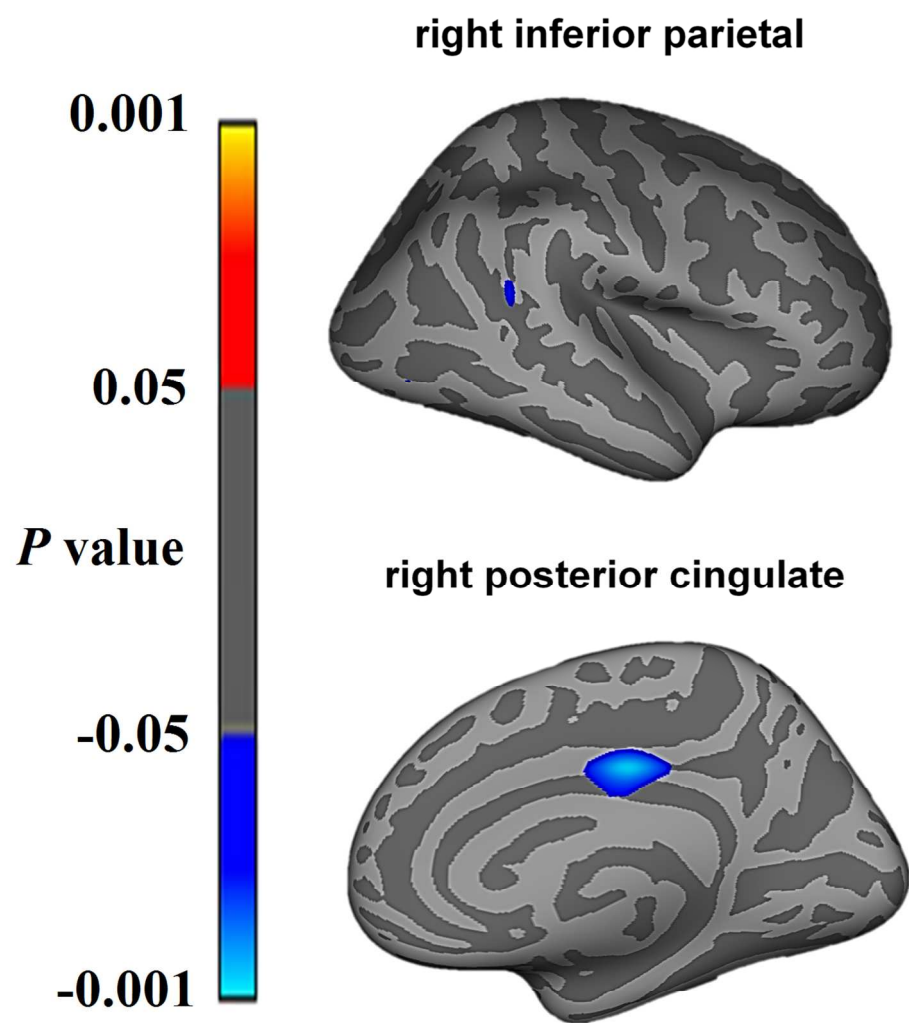 right inferior parietal
0.001
0.05
P value
right posterior cingulate
-0.05
-0.001